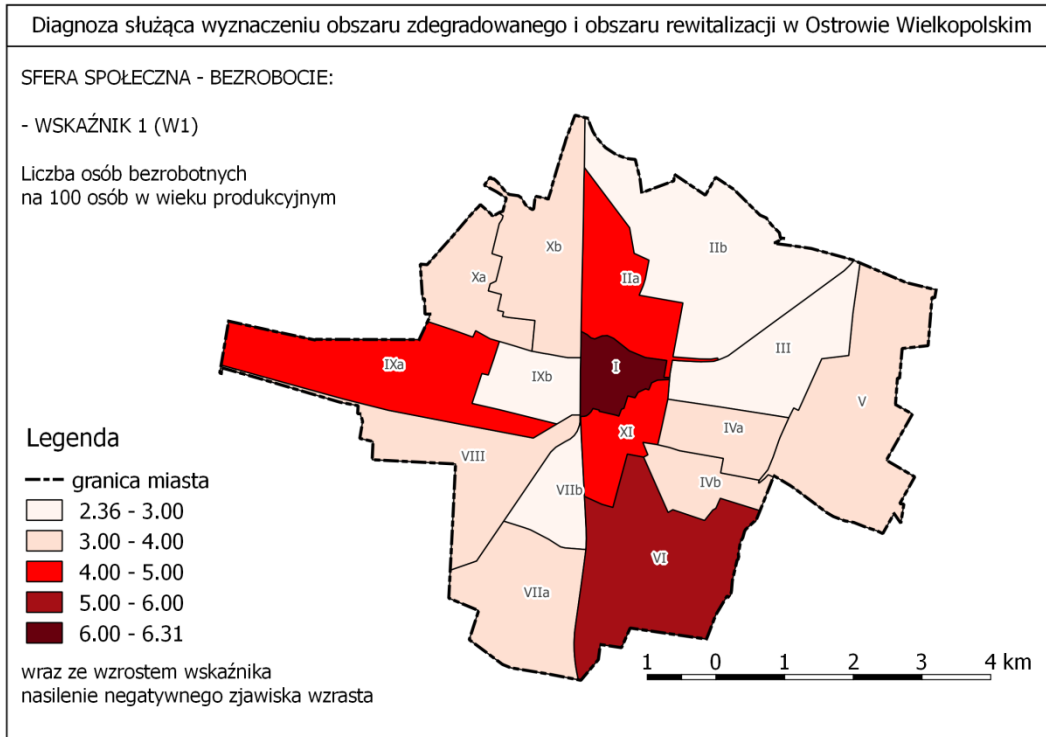 Diagnoza służąca wyznaczeniu obszaru zdegradowanego i obszaru rewitalizacji w Ostrowie Wielkopolskim
SFERA SPOŁECZNA - BEZROBOCIE:
- WSKAŹNIK 1 (W1)
Liczba osób bezrobotnych
na 100 osób w wieku produkcyjnym
Xb
IIb
Xa
IIa
III
IXa
I
IXb
V
XI
IVa
VIII
IVb
VIIb
VI
VIIa
Legenda
granica miasta
2.36 - 3.00
3.00 - 4.00
4.00 - 5.00
5.00 - 6.00
6.00 - 6.31
wraz ze wzrostem wskaźnika
nasilenie negatywnego zjawiska wzrasta
1 0 1 2 3 4 km